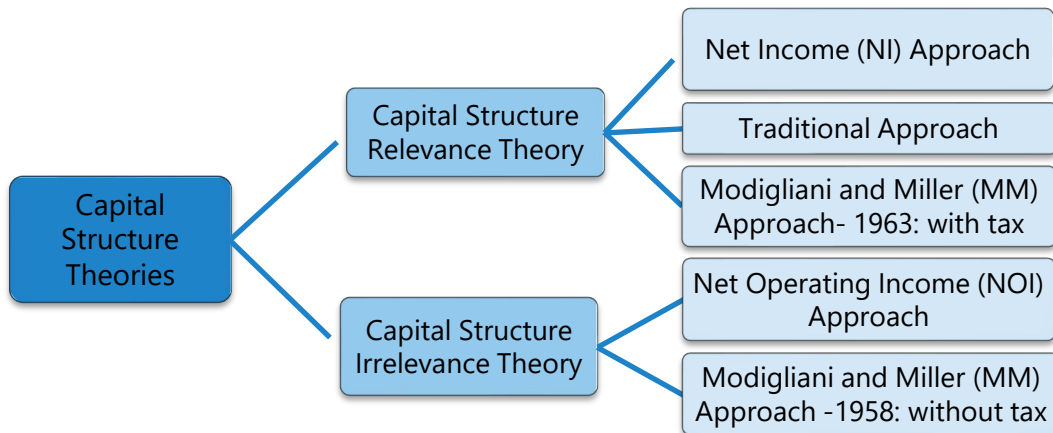 Capital
Structure
Theories
Capital Structure
Relevance Theory
Net Income (NI) Approach
Traditional Approach
Modigliani and Miller (MM)
Approach- 1963: with tax
Capital Structure
Irrelevance Theory
Net Operating Income (NOI)
Approach
Modigliani and Miller (MM)
Approach -1958: without tax